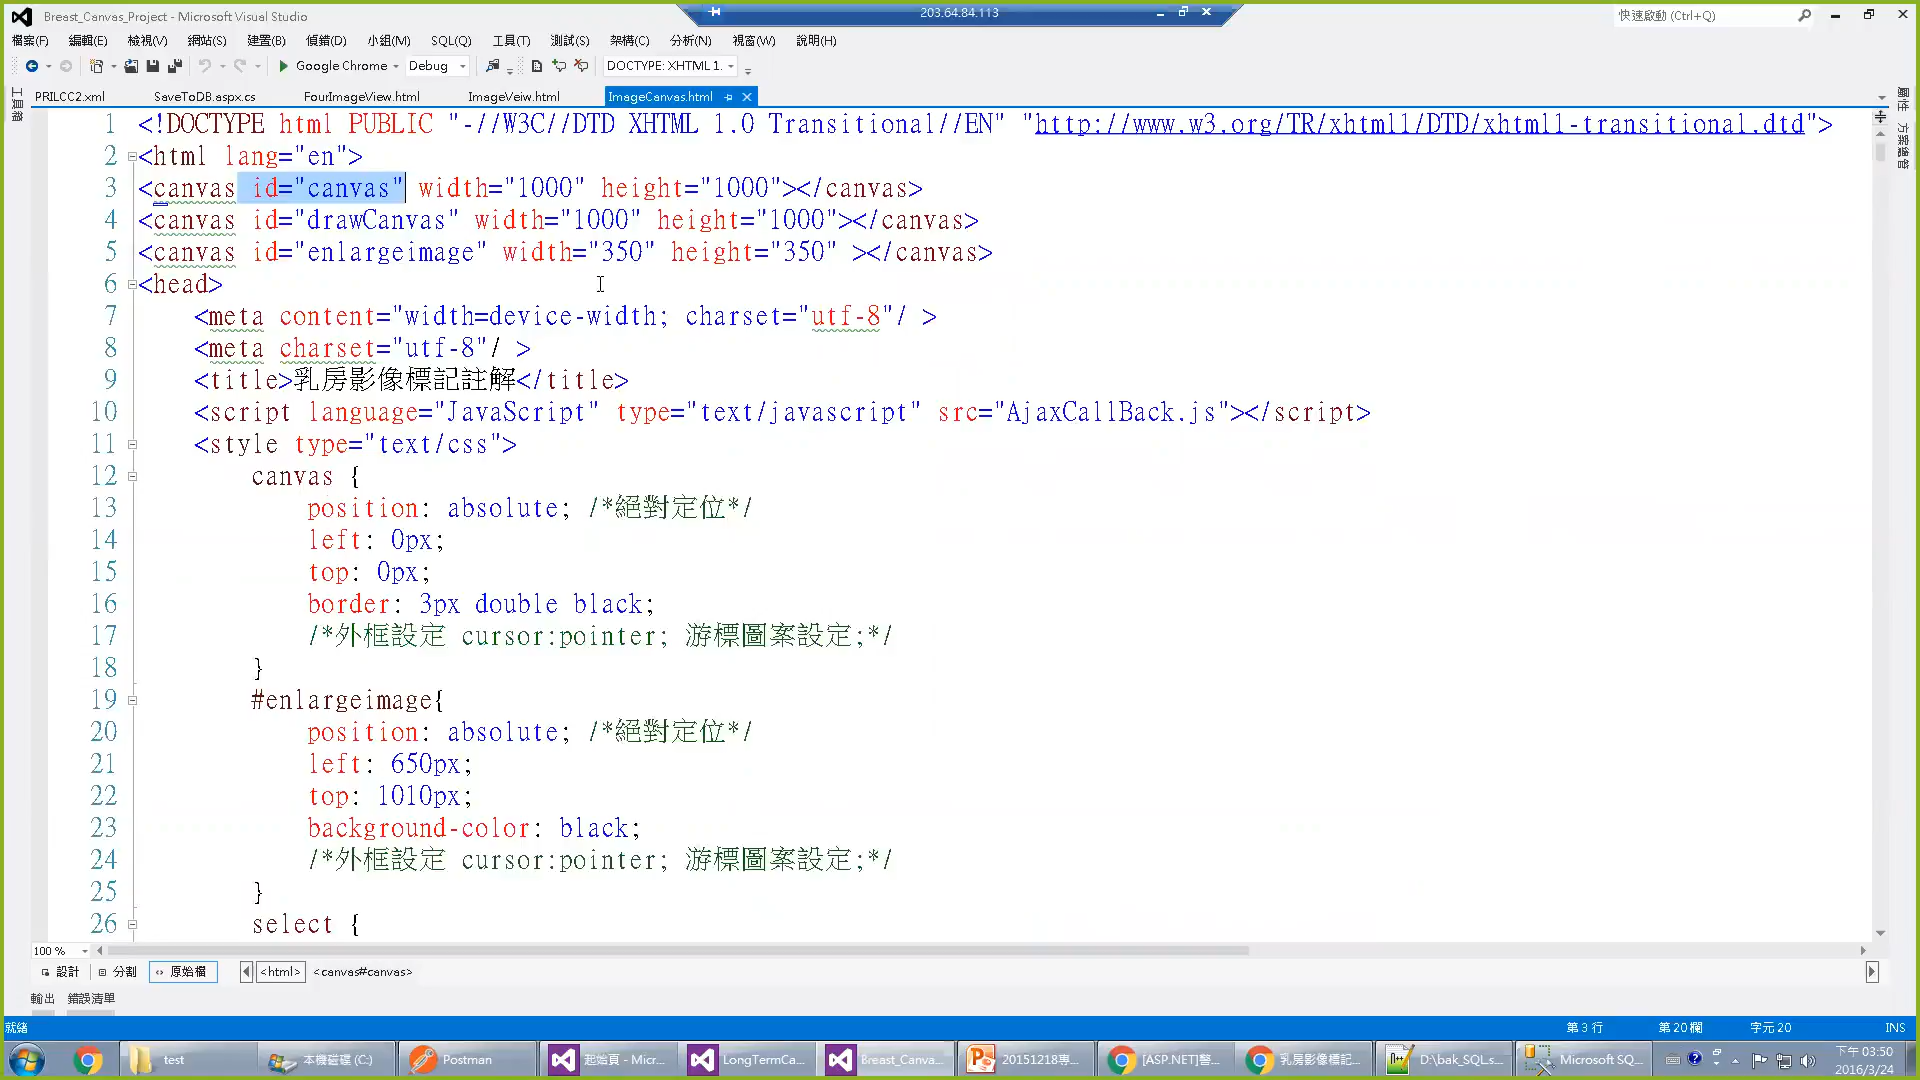 Breast_Canvas_Project - Microsoft Visual Studio
203.64.84.113
快速啟動 (Ctrl+Q)
檔案(F) 編輯(E) 檢視(V) 網站(S) 建置(B) 偵錯(D) 小組(M) SQL(Q) 工具(T) 測試(S) 架構(C) 分析(N) 視窗(W) 說明(H)
Google Chrome Debug DOCTYPE: XHTML 1.
工具箱
PRILCC2.xml SaveToDB.aspx.cs FourImageView.html ImageVeiw.html ImageCanvas.html
屬性 方案總管
1 <!DOCTYPE html PUBLIC "-//W3C//DTD XHTML 1.0 Transitional//EN" "http://www.w3.org/TR/xhtml1/DTD/xhtml1-transitional.dtd">
2 <html lang="en">
3 <canvas id="canvas" width="1000" height="1000"></canvas>
4 <canvas id="drawCanvas" width="1000" height="1000"></canvas>
5 <canvas id="enlargeimage" width="350" height="350" ></canvas>
6 <head>
7 <meta content="width=device-width; charset="utf-8"/ >
8 <meta charset="utf-8"/ >
9 <title>乳房影像標記註解</title>
10 <script language="JavaScript" type="text/javascript" src="AjaxCallBack.js"></script>
11 <style type="text/css">
12 canvas {
13 position: absolute; /*絕對定位*/
14 left: 0px;
15 top: 0px;
16 border: 3px double black;
17 /*外框設定 cursor:pointer; 游標圖案設定;*/
18 }
19 #enlargeimage{
20 position: absolute; /*絕對定位*/
21 left: 650px;
22 top: 1010px;
23 background-color: black;
24 /*外框設定 cursor:pointer; 游標圖案設定;*/
25 }
26 select {
100 %
設計 分割 原始檔 <html> <canvas#canvas>
輸出 錯誤清單
就緒 第 3 行 第 20 欄 字元 20 INS
test 本機磁碟 (C:) Postman 起始頁 - Micr... LongTermCa... Breast_Canva... 20151218專... [ASP.NET]警... 乳房影像標記... D:\bak_SQLs... Microsoft SQ... 下午 03:50
2016/3/24